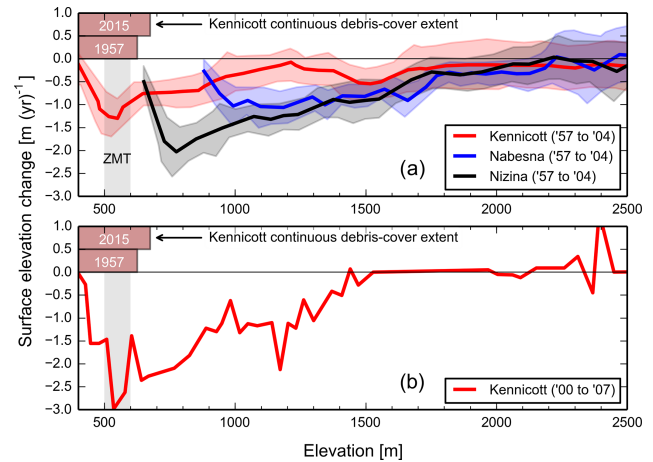 2015
Kennicott continuous debris-cover extent
1957
1.0
0.5
0.0
−0.5
−1.0
−1.5
−2.0
−2.5
−3.0
ZMT
(a)
Kennicott ('57 to '04)
Nabesna ('57 to '04)
Nizina ('57 to '04)
500 1000 1500 2000 2500
Surface elevation change [m (yr)⁻¹]
2015
Kennicott continuous debris-cover extent
1957
1.0
0.5
0.0
−0.5
−1.0
−1.5
−2.0
−2.5
−3.0
(b)
Kennicott ('00 to '07)
500 1000 1500 2000 2500
Elevation [m]